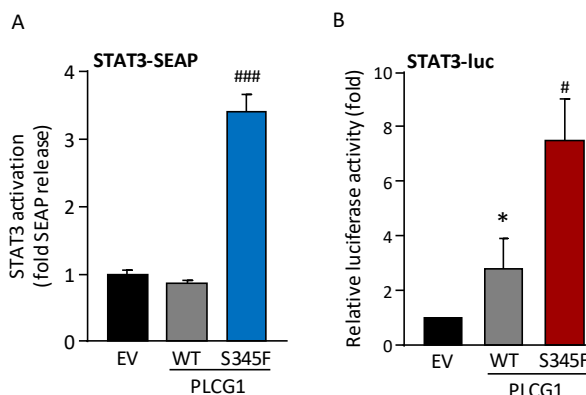 A
STAT3-SEAP
STAT3 activation
(fold SEAP release)
4
3
2
1
0
###
EV WT S345F
PLCG1
B
STAT3-luc
Relative luciferase activity (fold)
10
8
6
4
2
0
*
#
EV WT S345F
PLCG1